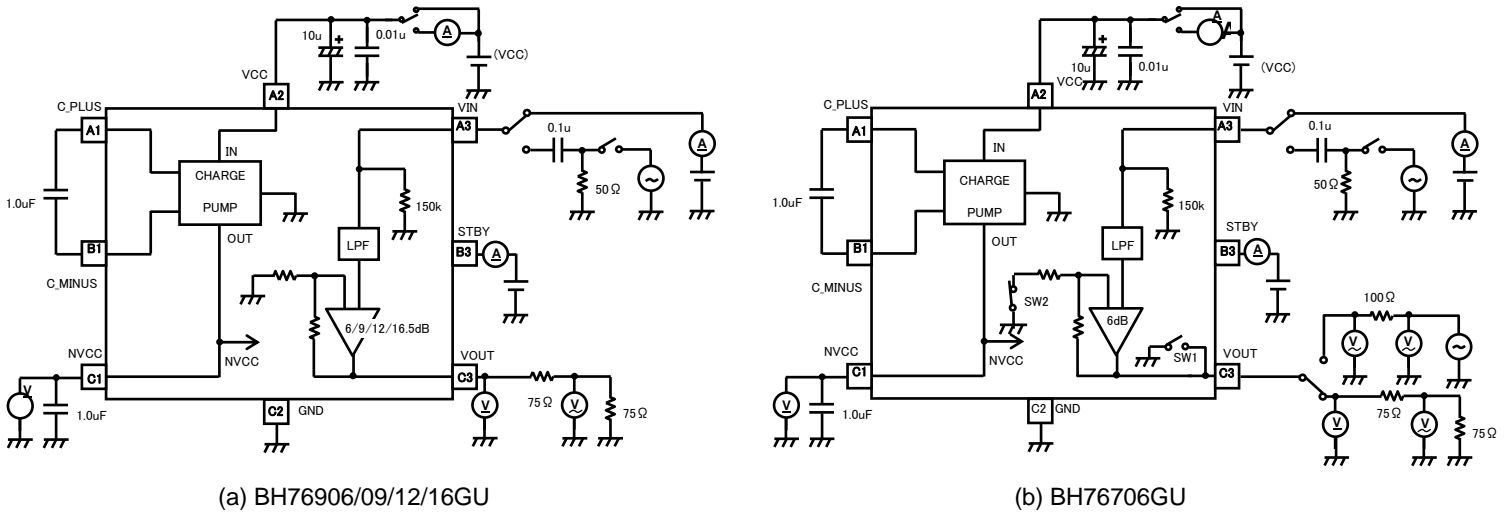 10u
+
0.01u
A
(VCC)
VCC
A2
C_PLUS
VIN
A1
A3
0.1u
A
IN
CHARGE
PUMP
50Ω
1.0uF
150k
STBY
B1
OUT
LPF
B3
A
C_MINUS
6/9/12/16.5dB
NVCC
NVCC
VOUT
C1
C3
V
1.0uF
C2
GND
V
75Ω
V
75Ω
(a) BH76906/09/12/16GU
10u
+
0.01u
A
(VCC)
VCC
A2
C_PLUS
VIN
A1
A3
0.1u
A
IN
CHARGE
PUMP
50Ω
1.0uF
150k
STBY
B1
OUT
LPF
B3
A
C_MINUS
SW2
6dB
100Ω
V
V
NVCC
NVCC
SW1
VOUT
C1
C3
V
1.0uF
C2
GND
V
75Ω
V
75Ω
(b) BH76706GU